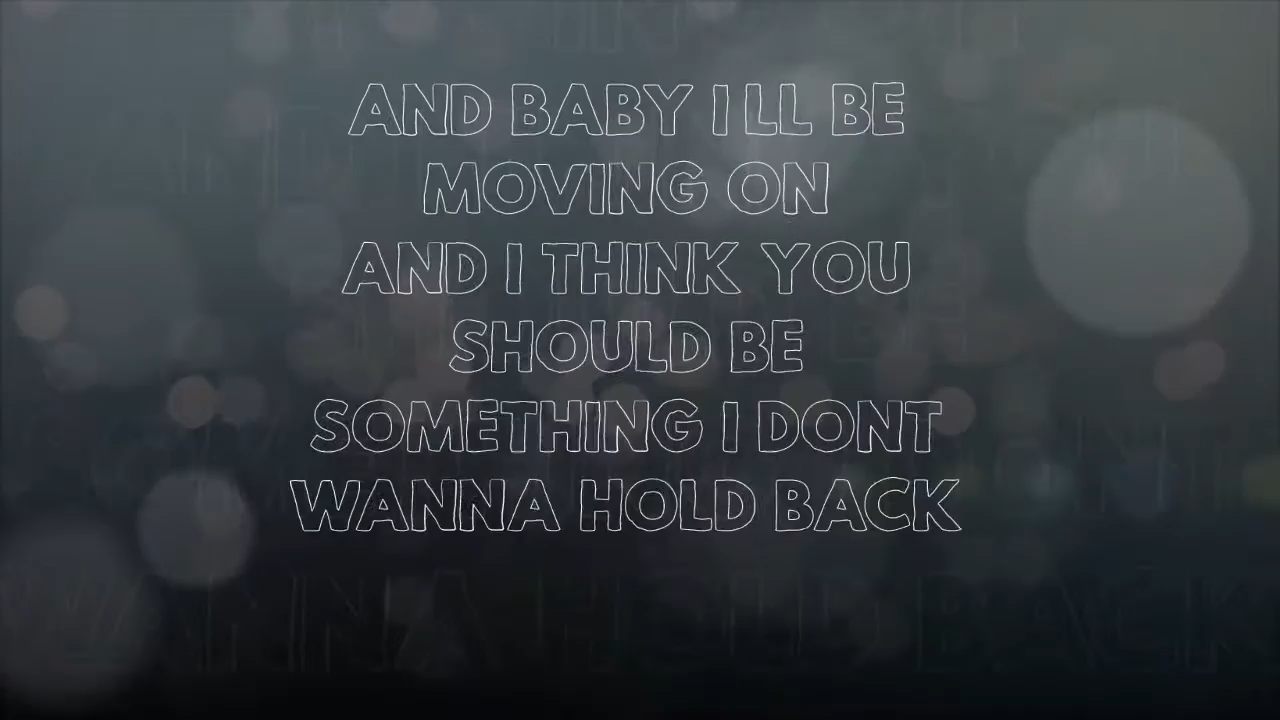 AND BABY I LL BE
MOVING ON
AND I THINK YOU
SHOULD BE
SOMETHING I DONT
WANNA HOLD BACK